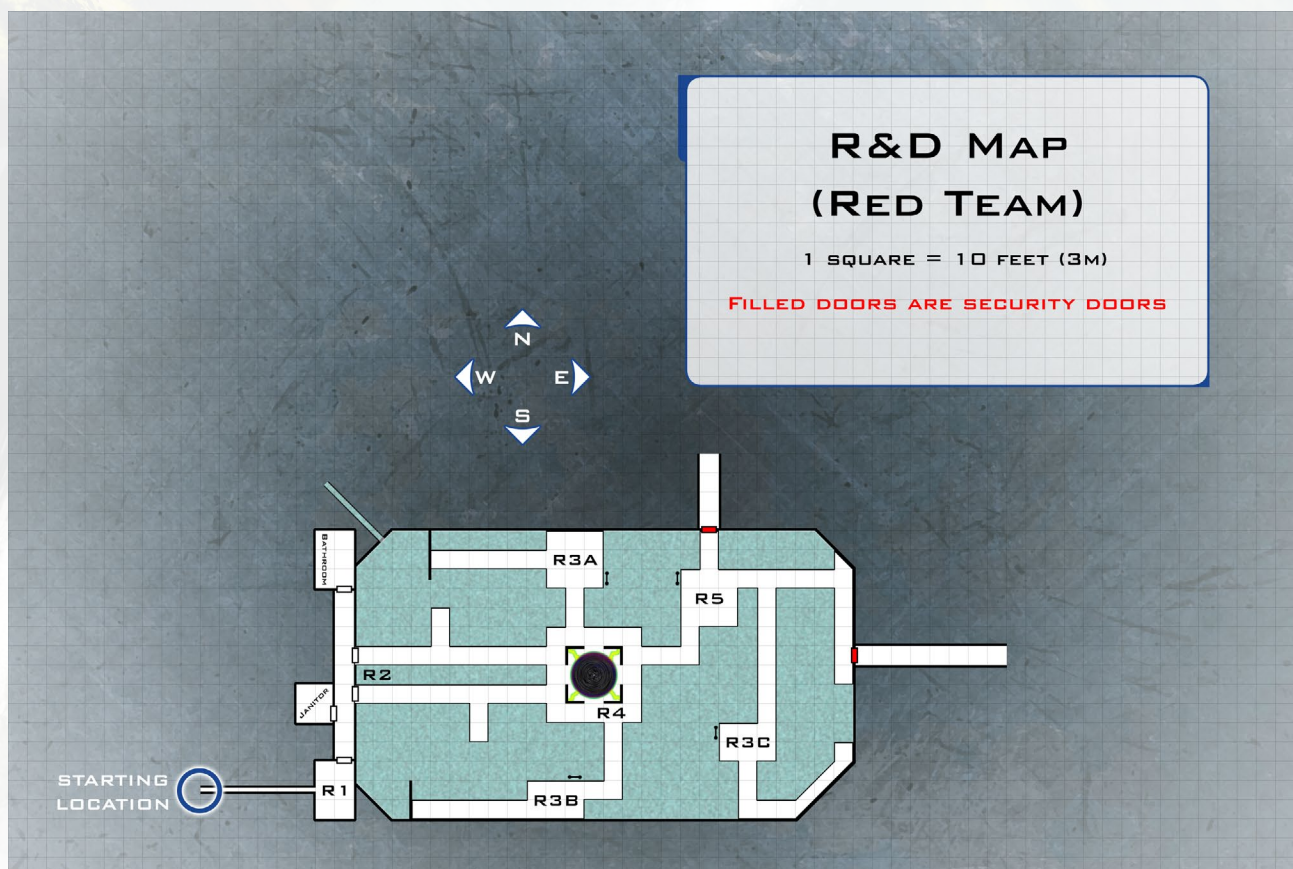 R&D Map
(Red Team)
1 square = 10 feet (3m)
Filled doors are security doors
N
W E
S
Bathroom
R3A
R5
R2
Janitor
R4
R3C
Starting
Location
R1
R3B